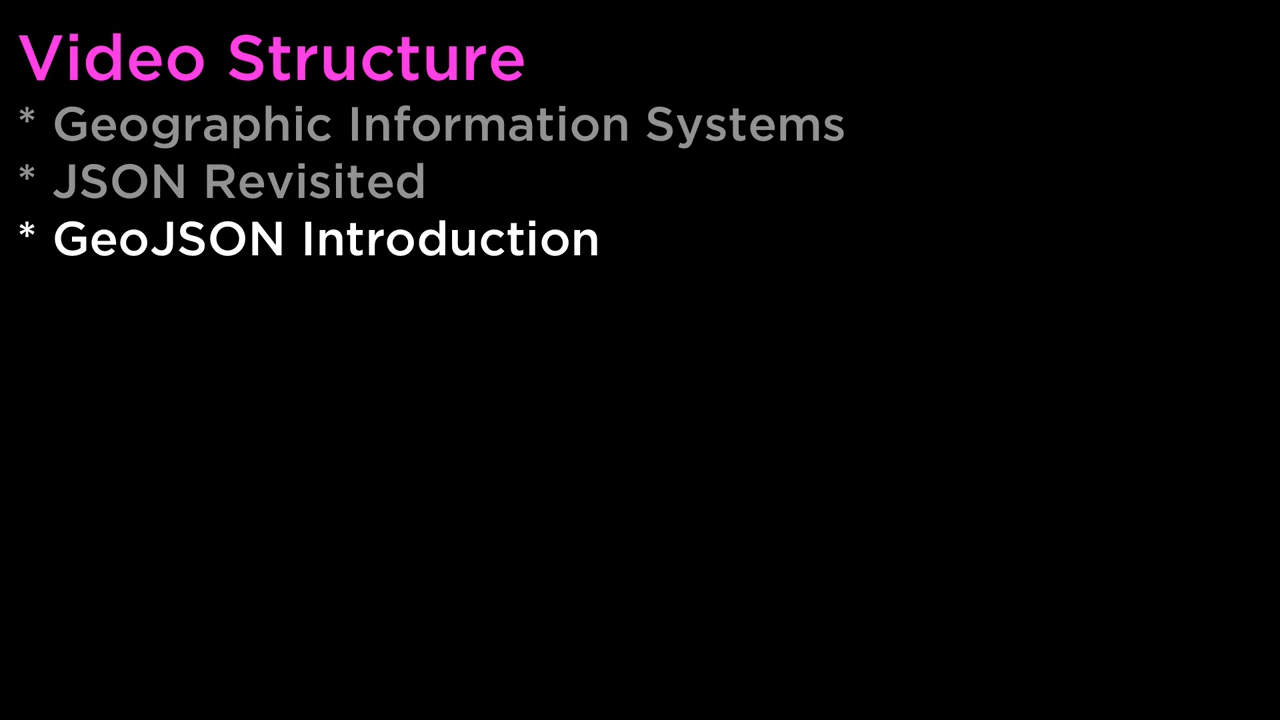 Video Structure
* Geographic Information Systems
* JSON Revisited
* GeoJSON Introduction